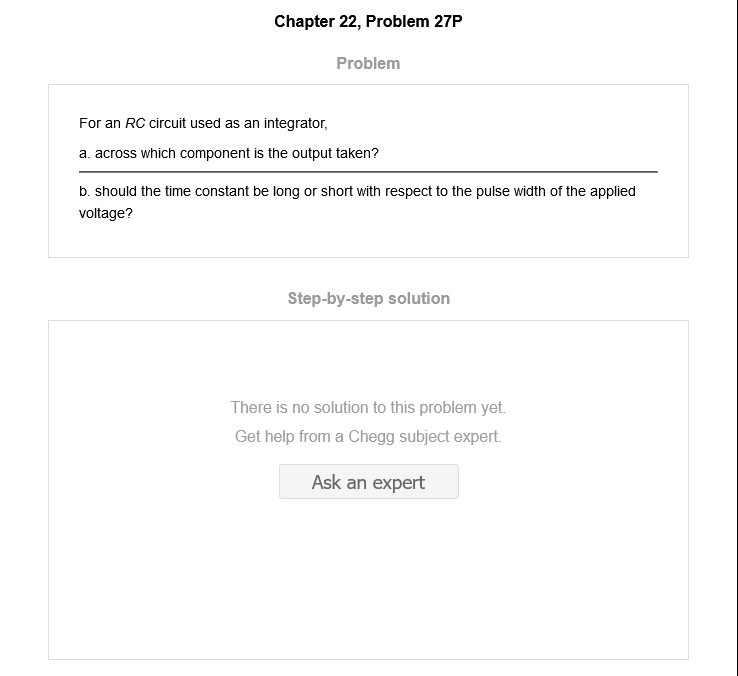 Chapter 22, Problem 27P
Problem
For an RC circuit used as an integrator,
a. across which component is the output taken?
b. should the time constant be long or short with respect to the pulse width of the applied
voltage?
Step-by-step solution
There is no solution to this problem yet.
Get help from a Chegg subject expert.
Ask an expert